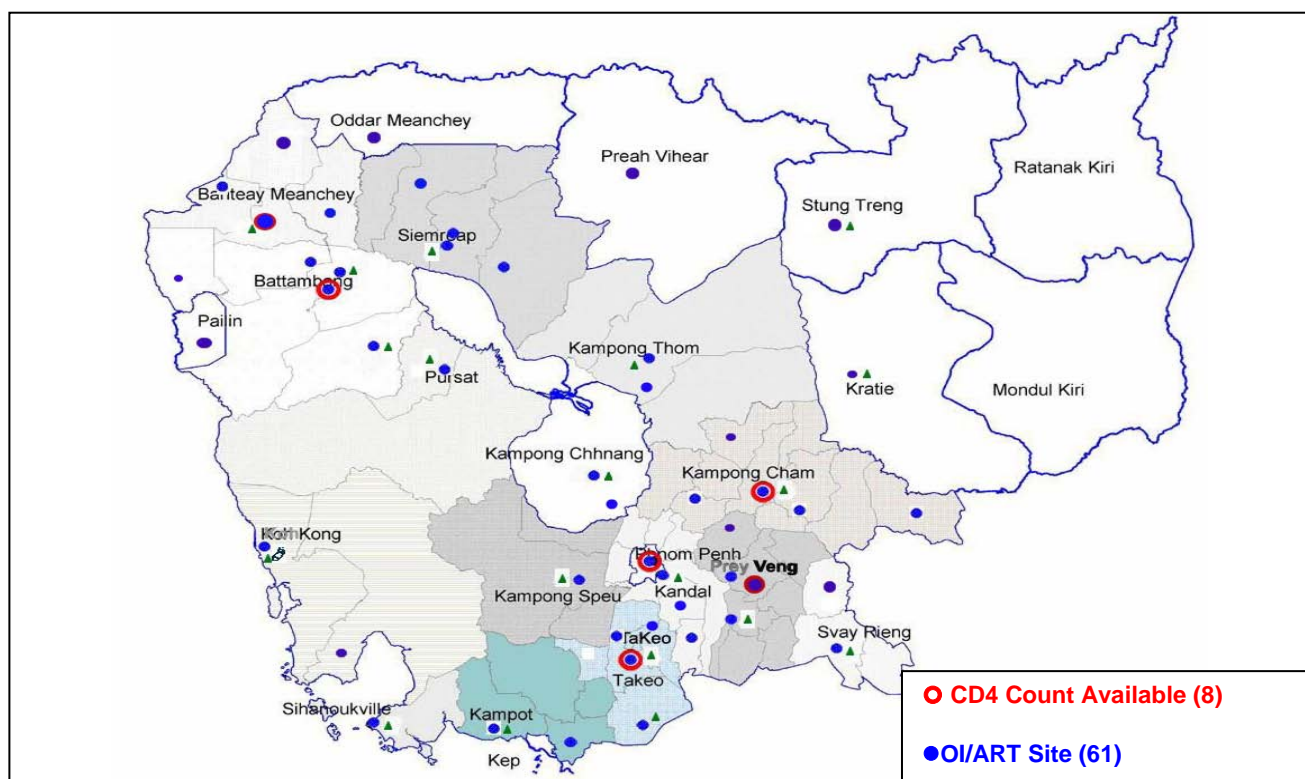 Oddar Meanchey
Preah Vihear
Ratanak Kiri
Banteay Meanchey
Stung Treng
Siemreap
Battambong
Pailin
Kampong Thom
Pursat
Kratie
Mondul Kiri
Kampong Chhnang
Kampong Cham
Kong
Phnom Penh
Prey Veng
Kampong Speu
Kandal
TaKeo
Svay Rieng
Takeo
Sihanoukville
Kampot
Kep
CD4 Count Available (8)
OI/ART Site (61)